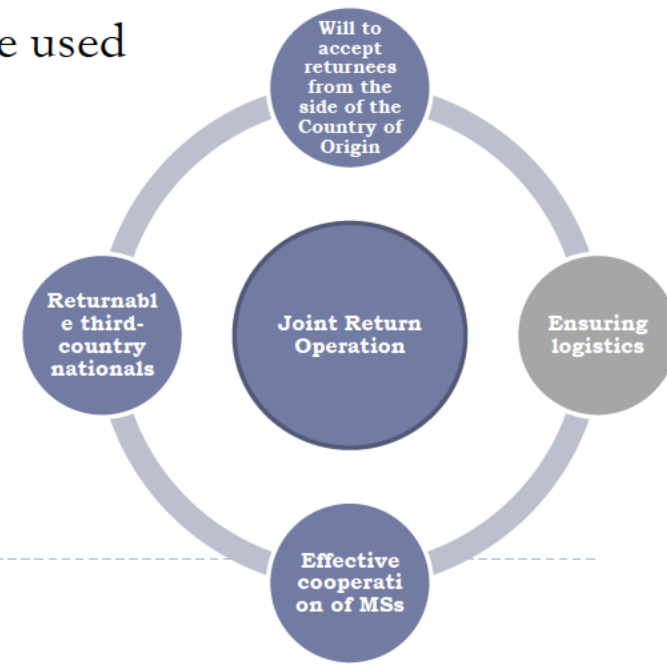 e used
Will to
accept
returnees
from the
side of the
Country of
Origin
Returnabl
e third-
country
nationals
Joint Return
Operation
Ensuring
logistics
Effective
cooperati
on of MSs